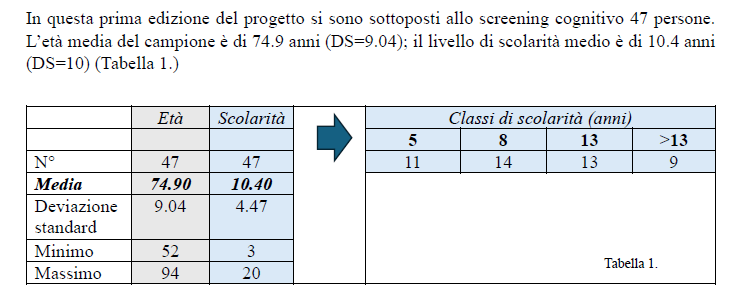 In questa prima edizione del progetto si sono sottoposti allo screening cognitivo 47 persone.
L’età media del campione è di 74.9 anni (DS=9.04); il livello di scolarità medio è di 10.4 anni
(DS=10) (Tabella 1.)
Età Scolarità Classi di scolarità (anni)
5 8 13 >13
N° 47 47 11 14 13 9
Media 74.90 10.40
Deviazione 9.04 4.47
standard
Minimo 52 3
Massimo 94 20
Tabella 1.